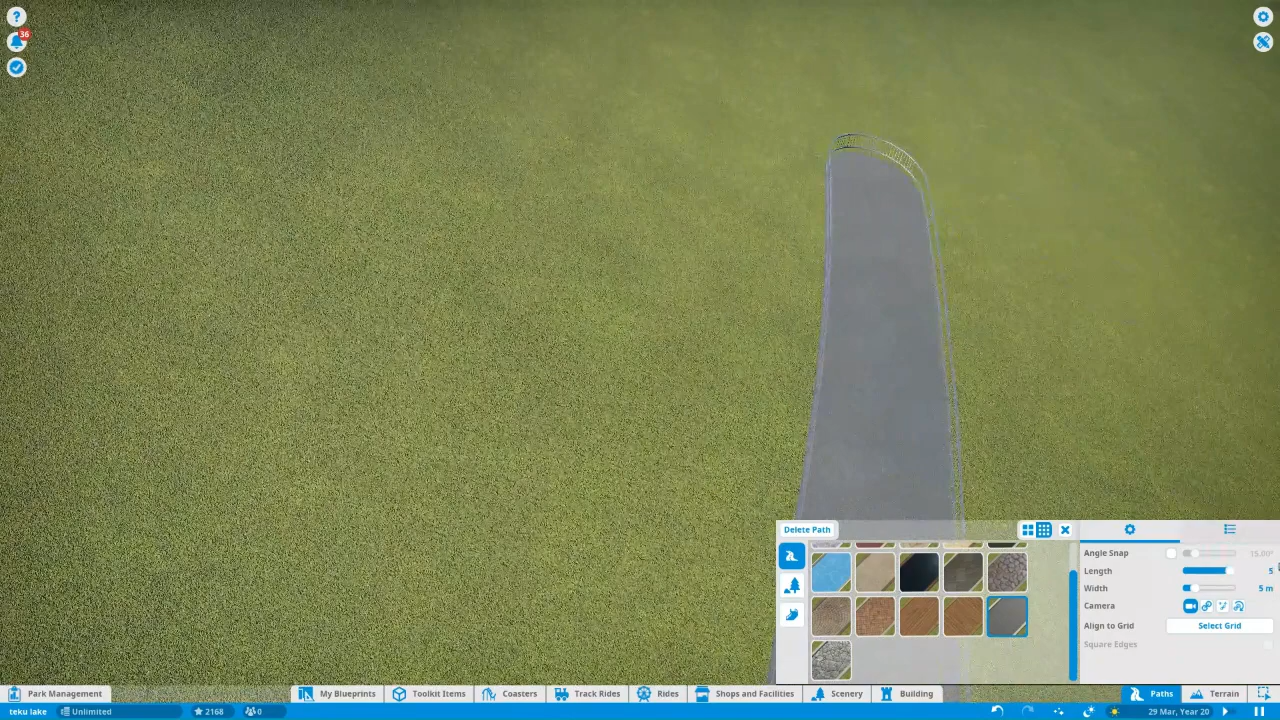 ?
36
Delete Path
Angle Snap 15.00°
Length 5
Width 5 m
Camera
Align to Grid Select Grid
Square Edges
Park Management My Blueprints Toolkit Items Coasters Track Rides Rides Shops and Facilities Scenery Building Paths Terrain
teku lake Unlimited 2168 0 29 Mar, Year 20